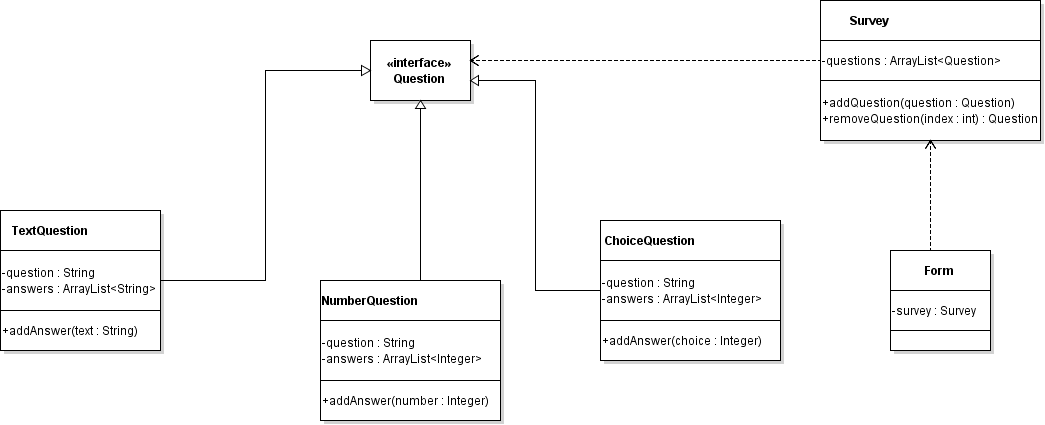 Survey
-questions : ArrayList<Question>
+addQuestion(question : Question)
+removeQuestion(index : int) : Question
«interface»
Question
TextQuestion
-question : String
-answers : ArrayList<String>
+addAnswer(text : String)
NumberQuestion
-question : String
-answers : ArrayList<Integer>
+addAnswer(number : Integer)
ChoiceQuestion
-question : String
-answers : ArrayList<Integer>
+addAnswer(choice : Integer)
Form
-survey : Survey